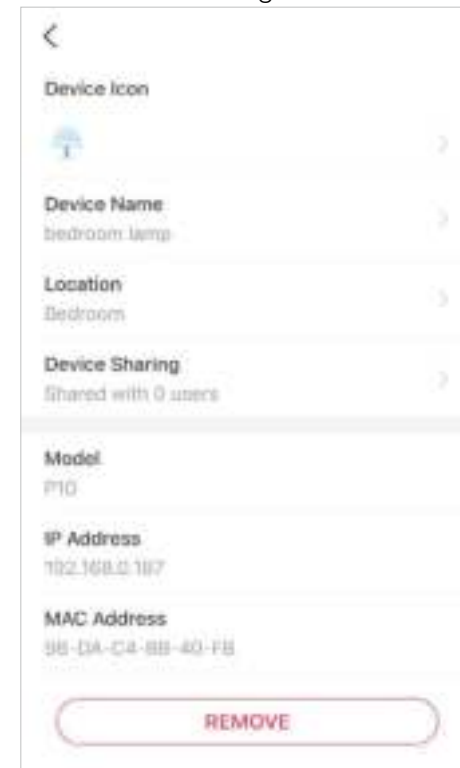 Device Icon
Device Name
bedroom lamp
Location
Bedroom
Device Sharing
Shared with 0 users
Model
P10
IP Address
192.168.0.187
MAC Address
REMOVE